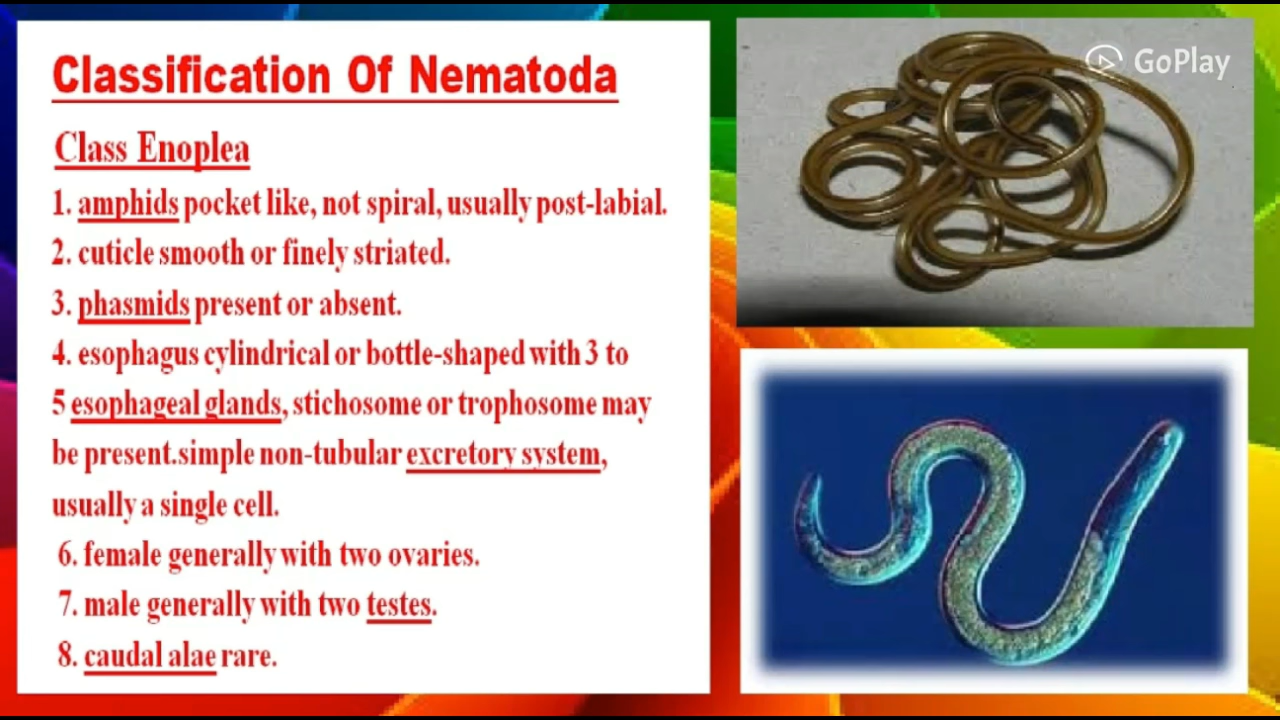 Classification Of Nematoda
Class Enoplea
1. amphids pocket like, not spiral, usually post-labial.
2. cuticle smooth or finely striated.
3. phasmids present or absent.
4. esophagus cylindrical or bottle-shaped with 3 to
5 esophageal glands, stichosome or trophosome may
be present.simple non-tubular excretory system,
usually a single cell.
6. female generally with two ovaries.
7. male generally with two testes.
8. caudal alae rare.
GoPlay